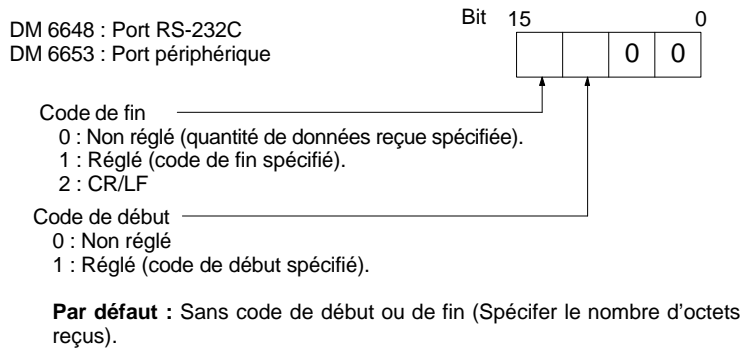 Bit 15 0
DM 6648 : Port RS-232C
DM 6653 : Port périphérique
0 0
Code de fin
0 : Non réglé (quantité de données reçue spécifiée).
1 : Réglé (code de fin spécifié).
2 : CR/LF
Code de début
0 : Non réglé
1 : Réglé (code de début spécifié).
Par défaut : Sans code de début ou de fin (Spécifer le nombre d'octets
reçus).